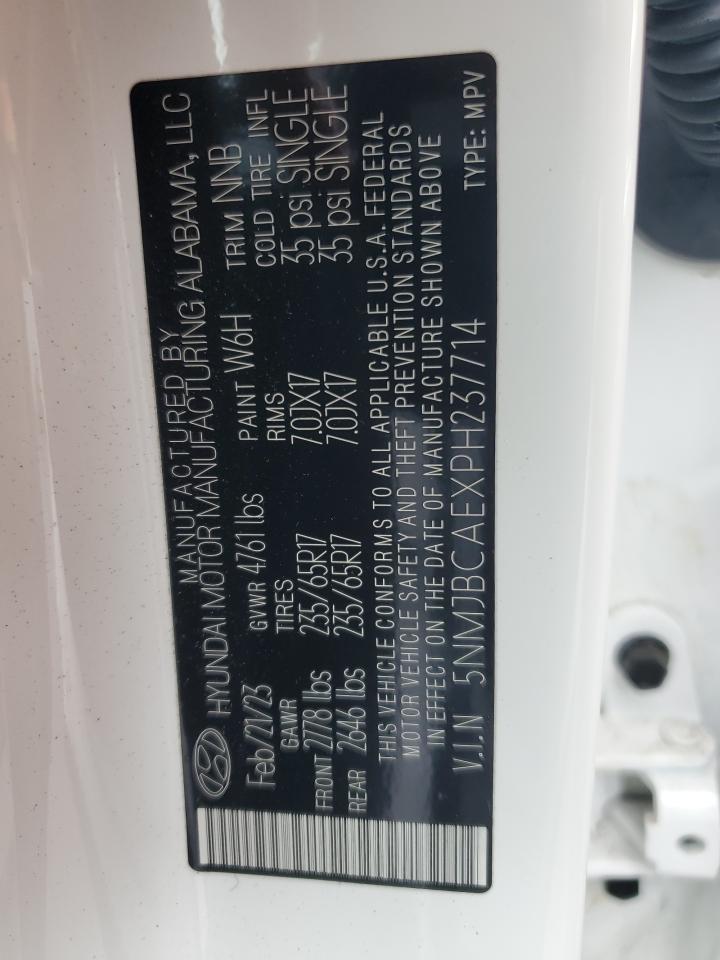 MANUFACTURED BY
HYUNDAI MOTOR MANUFACTURING ALABAMA, LLC
Feb/21/23 GVWR 4761 lbs PAINT W6H TRIM NNB
GAWR TIRES RIMS COLD TIRE INFL
FRONT 2778 lbs 235/65R17 7.0JX17 35 psi SINGLE
REAR 2646 lbs 235/65R17 7.0JX17 35 psi SINGLE
THIS VEHICLE CONFORMS TO ALL APPLICABLE U.S.A. FEDERAL
MOTOR VEHICLE SAFETY AND THEFT PREVENTION STANDARDS
IN EFFECT ON THE DATE OF MANUFACTURE SHOWN ABOVE
V.I.N 5NMJBCAEXPH237714 TYPE: MPV